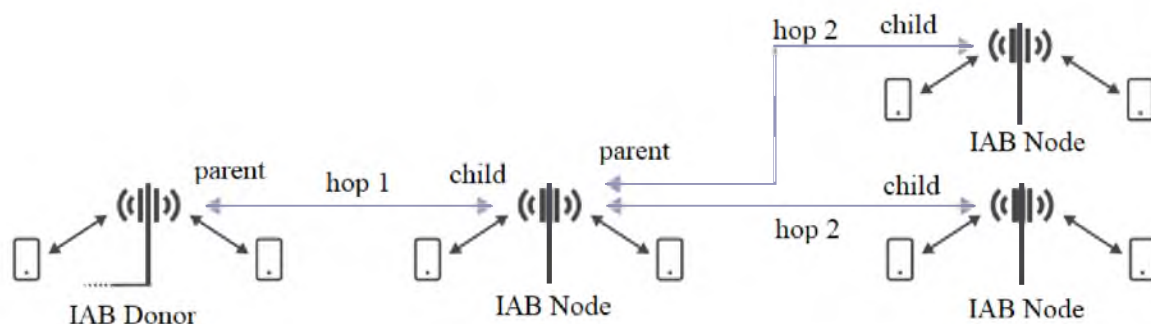 hop 2
child
IAB Node
parent
hop 1
child
parent
child
hop 2
IAB Donor
IAB Node
IAB Node